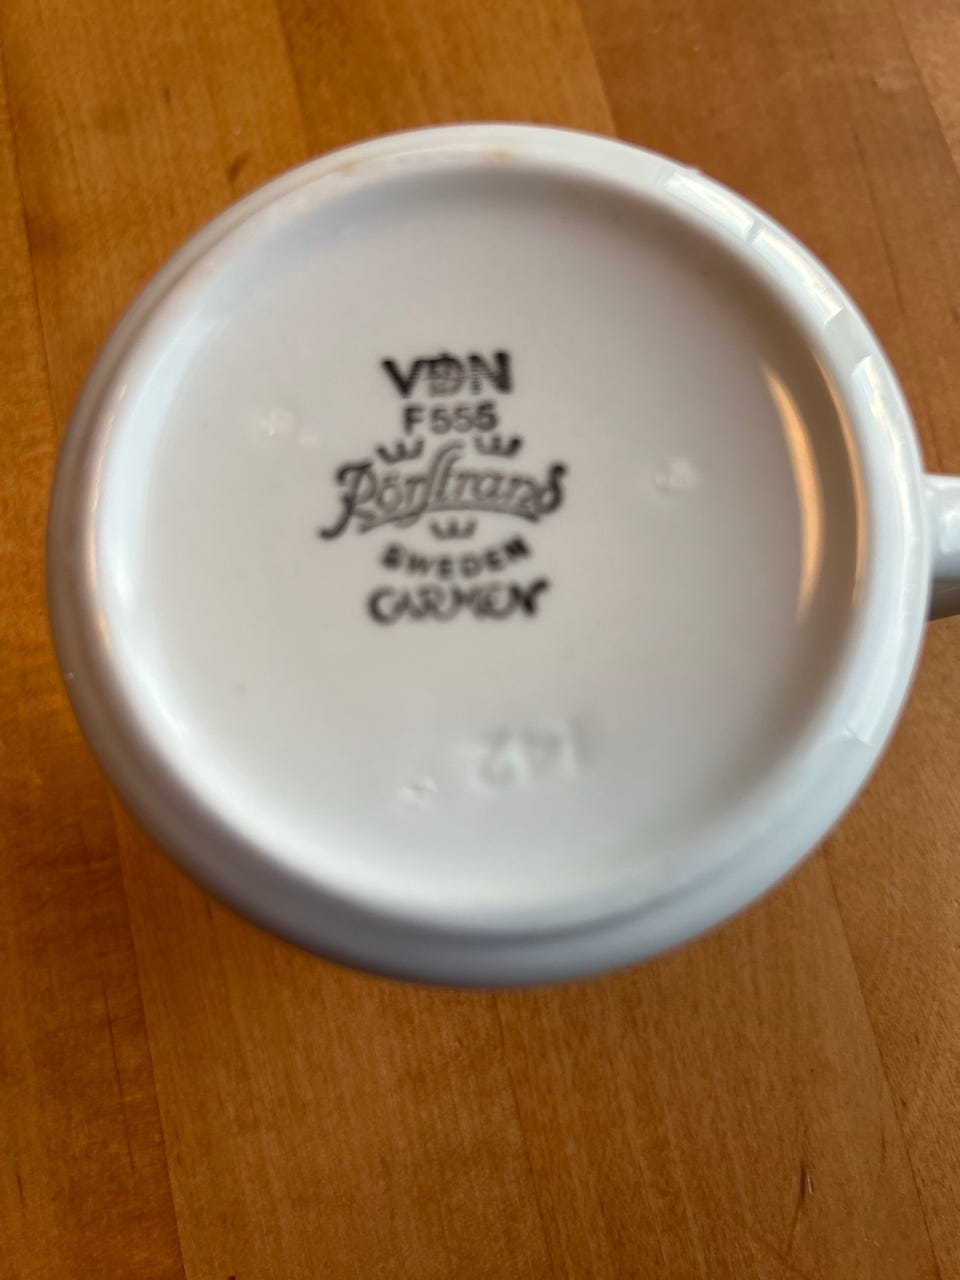 VDN
F555
Rörstrand
SWEDEN
CARMEN